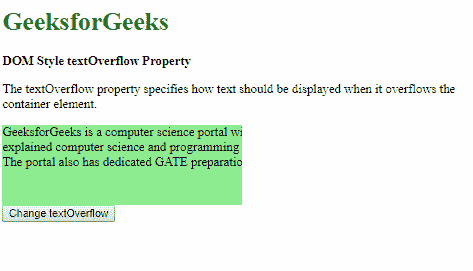 GeeksforGeeks
DOM Style textOverflow Property
The textOverflow property specifies how text should be displayed when it overflows the
container element.
GeeksforGeeks is a computer science portal wi
explained computer science and programming
The portal also has dedicated GATE preparatio
Change textOverflow